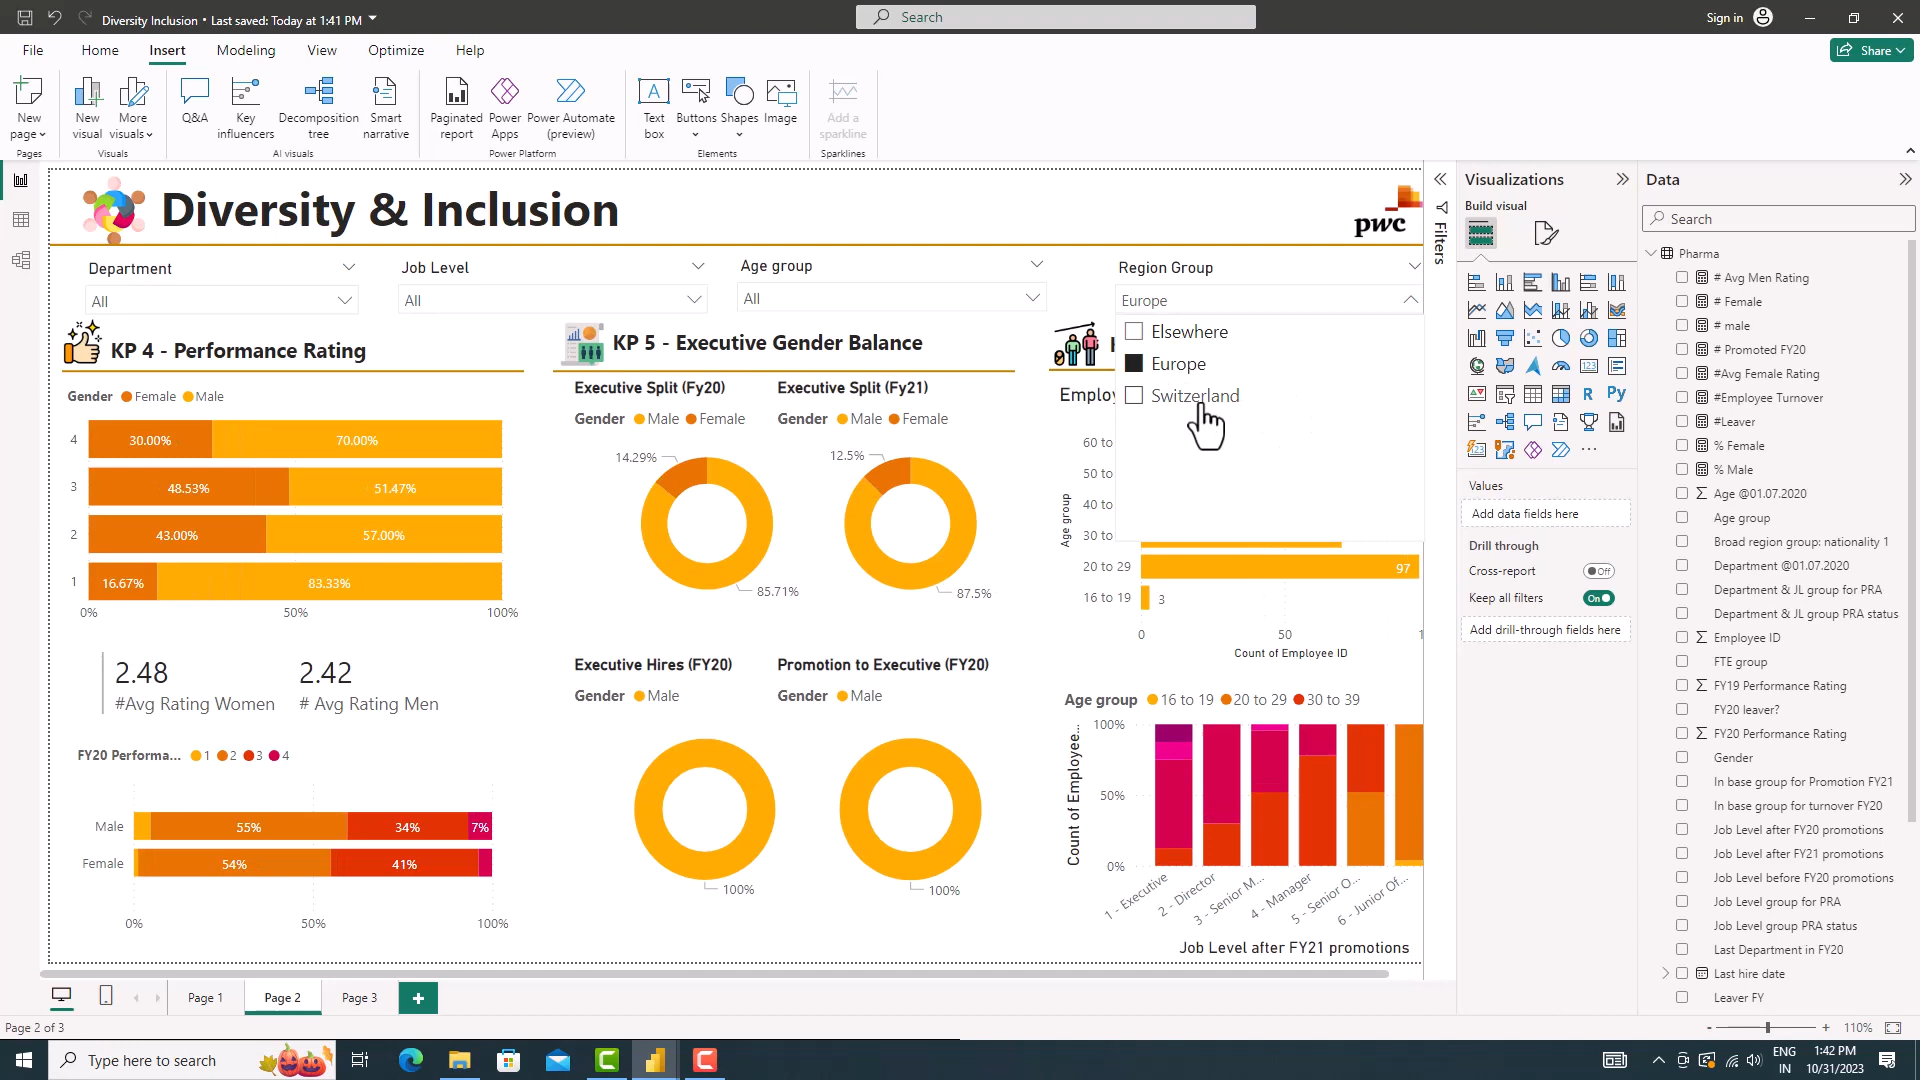 Diversity Inclusion • Last saved: Today at 1:41 PM
Search
Sign in
File
Home
Insert
Modeling
View
Optimize
Help
Share
New page
New visual
More visuals
Q&A
Key influencers
Decomposition tree
Smart narrative
Paginated report
Power Apps
Power Automate (preview)
Text box
Buttons
Shapes
Image
Add a sparkline
Pages
Visuals
AI visuals
Power Platform
Elements
Sparklines
Diversity & Inclusion
pwc
Department
All
Job Level
All
Age group
All
Region Group
Europe
Elsewhere
Europe
Switzerland
KP 4 - Performance Rating
Gender Female Male
4 30.00% 70.00%
3 48.53% 51.47%
2 43.00% 57.00%
1 16.67% 83.33%
0% 50% 100%
2.48
#Avg Rating Women
2.42
# Avg Rating Men
FY20 Performa... 1 2 3 4
Male 55% 34% 7%
Female 54% 41%
0% 50% 100%
KP 5 - Executive Gender Balance
Executive Split (Fy20)
Gender Male Female
14.29%
85.71%
Executive Split (Fy21)
Gender Male Female
12.5%
87.5%
Executive Hires (FY20)
Gender Male
100%
Promotion to Executive (FY20)
Gender Male
100%
Employ
Age group
60 to
50 to
40 to
30 to
20 to 29 97
16 to 19 3
0 50 1
Count of Employee ID
Age group 16 to 19 20 to 29 30 to 39
Count of Employee...
100%
50%
0%
1 - Executive
2 - Director
3 - Senior M...
4 - Manager
5 - Senior O...
6 - Junior Of...
Job Level after FY21 promotions
Filters
Visualizations
Build visual
R
Py
123
Values
Add data fields here
Drill through
Cross-report
Off
Keep all filters
On
Add drill-through fields here
Data
Search
Pharma
# Avg Men Rating
# Female
# male
# Promoted FY20
#Avg Female Rating
#Employee Turnover
#Leaver
% Female
% Male
Age @01.07.2020
Age group
Broad region group: nationality 1
Department @01.07.2020
Department & JL group for PRA
Department & JL group PRA status
Employee ID
FTE group
FY19 Performance Rating
FY20 leaver?
FY20 Performance Rating
Gender
In base group for Promotion FY21
In base group for turnover FY20
Job Level after FY20 promotions
Job Level after FY21 promotions
Job Level before FY20 promotions
Job Level group for PRA
Job Level group PRA status
Last Department in FY20
Last hire date
Leaver FY
Page 1
Page 2
Page 3
Page 2 of 3
110%
Type here to search
ENG
IN
1:42 PM
10/31/2023